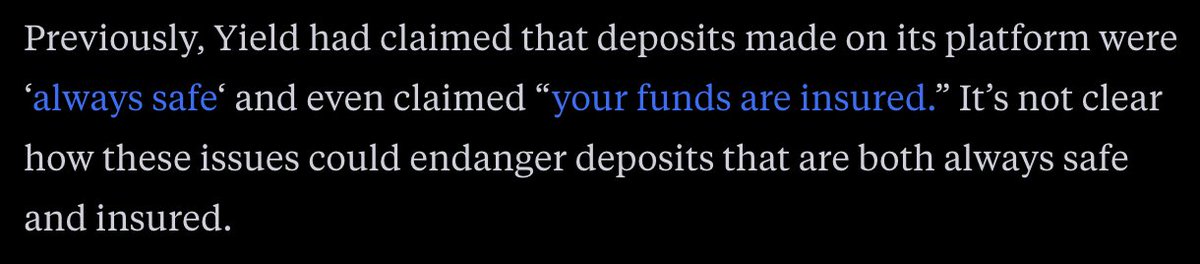 Previously, Yield had claimed that deposits made on its platform were
‘always safe‘ and even claimed “your funds are insured.” It’s not clear
how these issues could endanger deposits that are both always safe
and insured.